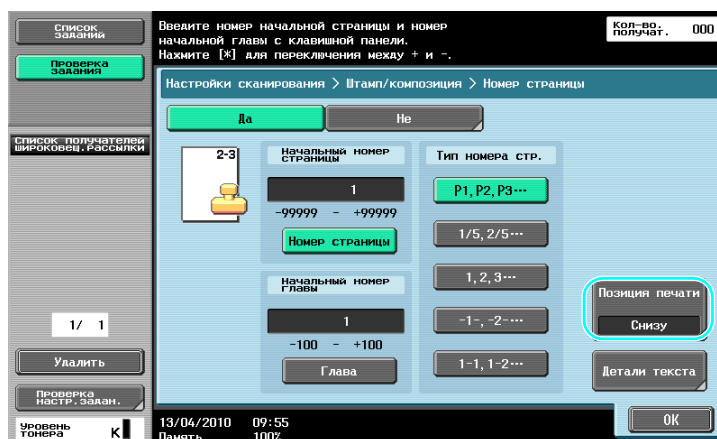 Список
заданий
Введите номер начальной страницы и номер
начальной главы с клавишной панели.
Нажмите [*] для переключения между + и -.
Кол-во.
получат.
000
Проверка
задания
Настройки сканирования > Штамп/композиция > Номер страницы
Да
Не
Список получателей
широковещ.рассылки
2-3
Начальный номер
страницы
1
-99999 - +99999
Номер страницы
Тип номера стр.
P1,P2,P3···
1/5,2/5···
1,2,3···
-1-,-2-···
1-1,1-2···
Начальный номер
главы
1
-100 - +100
Глава
Позиция печати
Снизу
Детали текста
1/ 1
Удалить
Проверка
настр.задан.
Уровень
тонера
K
13/04/2010 09:55
Память 100%
OK